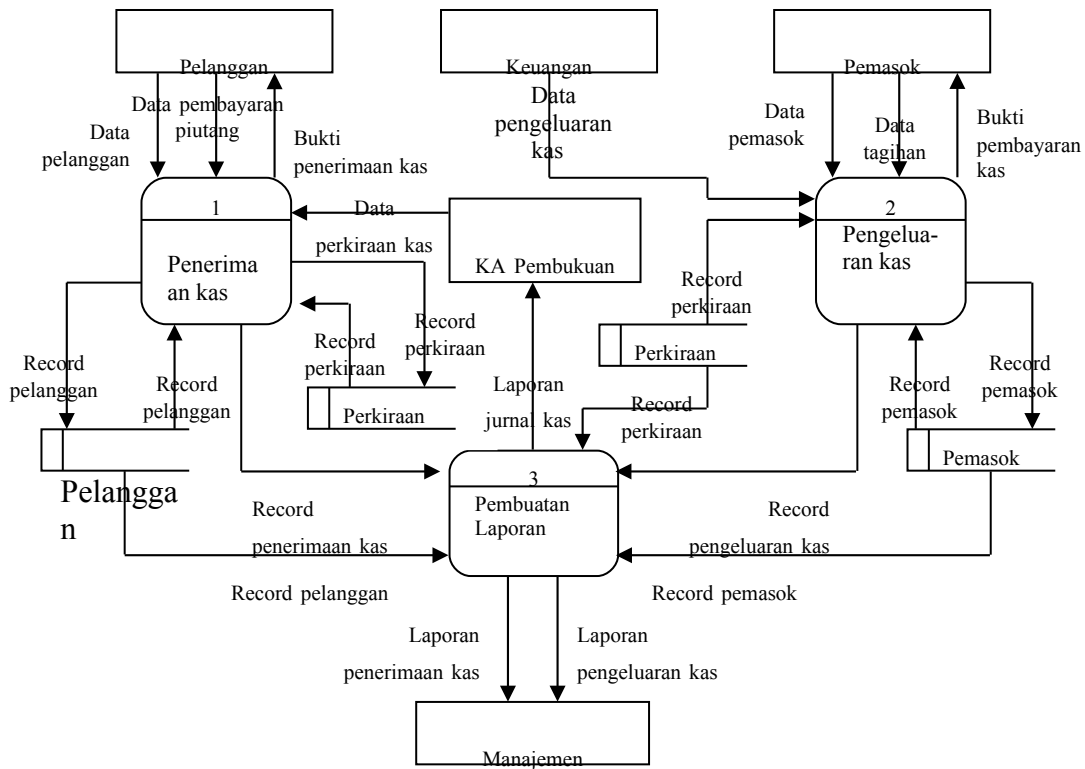 Pelanggan
Keuangan
Pemasok
Data pembayaran
piutang
Data
pelanggan
Bukti
penerimaan kas
Data
pengeluaran
kas
Data
pemasok
Data
tagihan
Bukti
pembayaran
kas
1
Penerima
an kas
Data
perkiraan kas
KA Pembukuan
2
Pengelua-
ran kas
Record
perkiraan
Record
pelanggan
Record
pelanggan
Record
perkiraan
Record
perkiraan
Perkiraan
Laporan
jurnal kas
Perkiraan
Record
perkiraan
Record
pemasok
Record
pemasok
Pemasok
Pelangga
n
3
Pembuatan
Laporan
Record
penerimaan kas
Record
pengeluaran kas
Record pelanggan
Record pemasok
Laporan
penerimaan kas
Laporan
pengeluaran kas
Manajemen